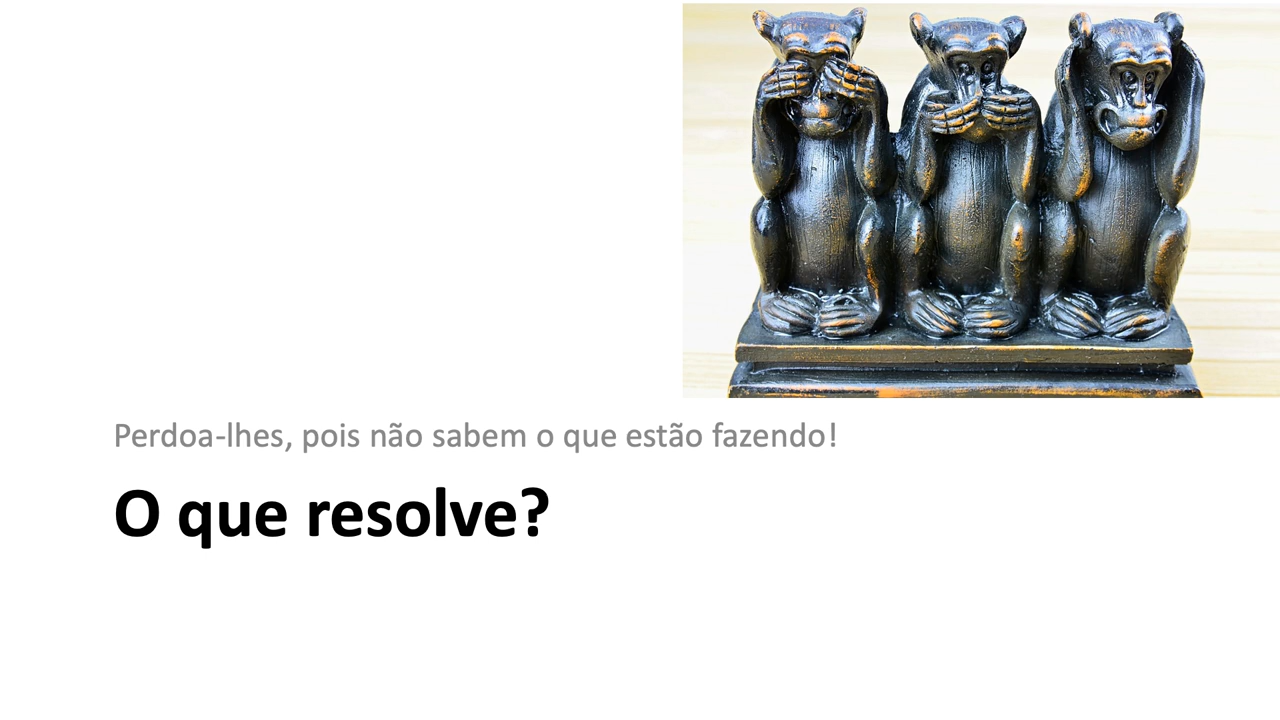 Perdoa-lhes, pois não sabem o que estão fazendo!
O que resolve?